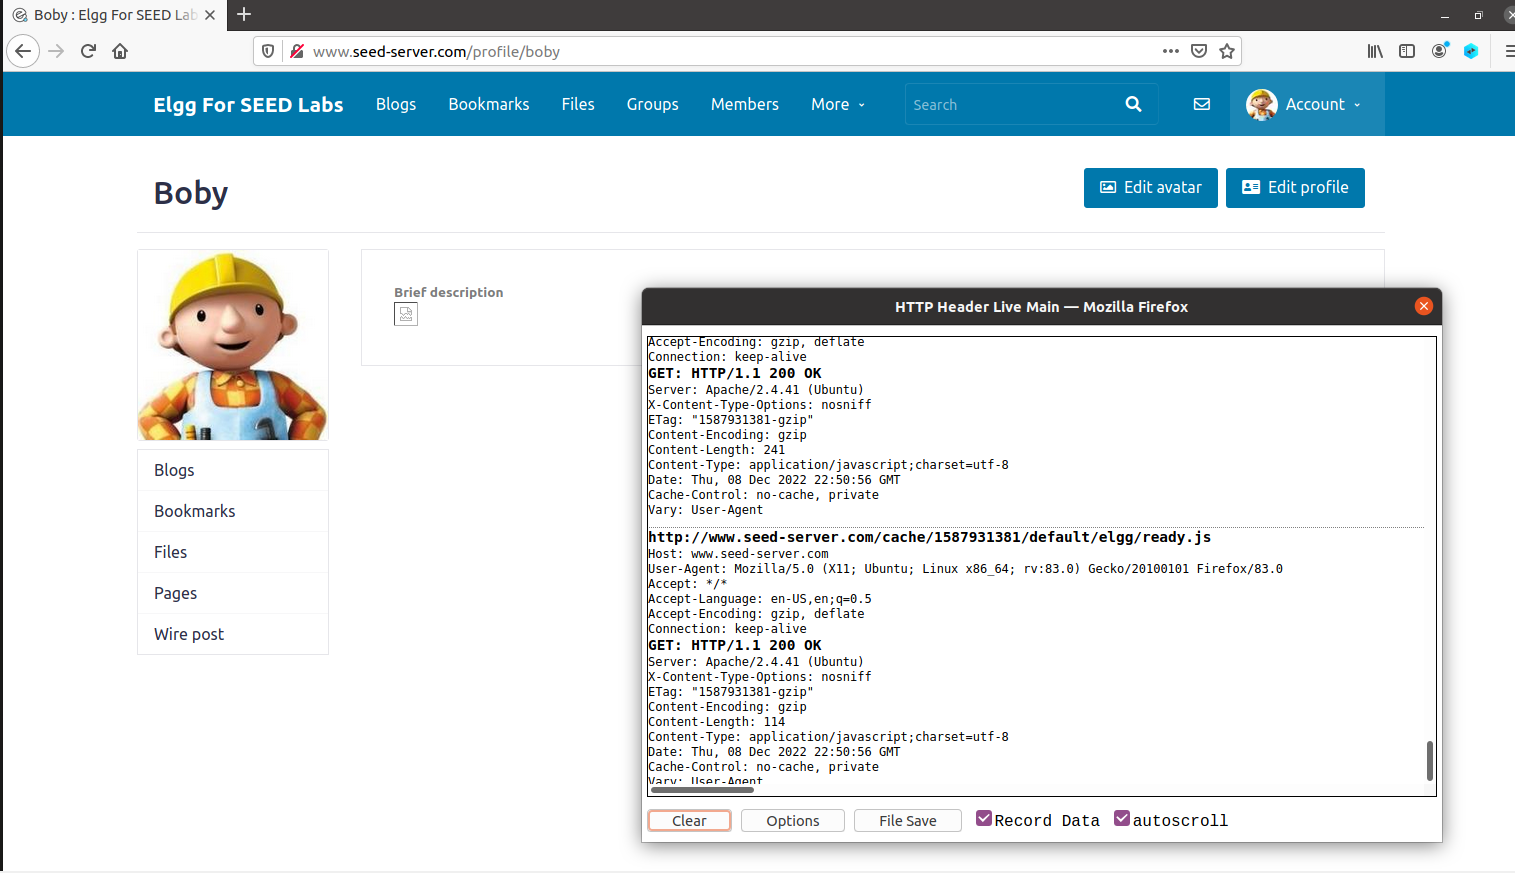 Boby : Elgg For SEED Lab
www.seed-server.com/profile/boby
Elgg For SEED Labs
Blogs
Bookmarks
Files
Groups
Members
More
Search
Account
Boby
Edit avatar
Edit profile
Brief description
Blogs
Bookmarks
Files
Pages
Wire post
HTTP Header Live Main — Mozilla Firefox
Accept-Encoding: gzip, deflate
Connection: keep-alive
GET: HTTP/1.1 200 OK
Server: Apache/2.4.41 (Ubuntu)
X-Content-Type-Options: nosniff
ETag: "1587931381-gzip"
Content-Encoding: gzip
Content-Length: 241
Content-Type: application/javascript;charset=utf-8
Date: Thu, 08 Dec 2022 22:50:56 GMT
Cache-Control: no-cache, private
Vary: User-Agent
http://www.seed-server.com/cache/1587931381/default/elgg/ready.js
Host: www.seed-server.com
User-Agent: Mozilla/5.0 (X11; Ubuntu; Linux x86_64; rv:83.0) Gecko/20100101 Firefox/83.0
Accept: */*
Accept-Language: en-US,en;q=0.5
Accept-Encoding: gzip, deflate
Connection: keep-alive
GET: HTTP/1.1 200 OK
Server: Apache/2.4.41 (Ubuntu)
X-Content-Type-Options: nosniff
ETag: "1587931381-gzip"
Content-Encoding: gzip
Content-Length: 114
Content-Type: application/javascript;charset=utf-8
Date: Thu, 08 Dec 2022 22:50:56 GMT
Cache-Control: no-cache, private
Vary: User-Agent
Clear
Options
File Save
Record Data
autoscroll